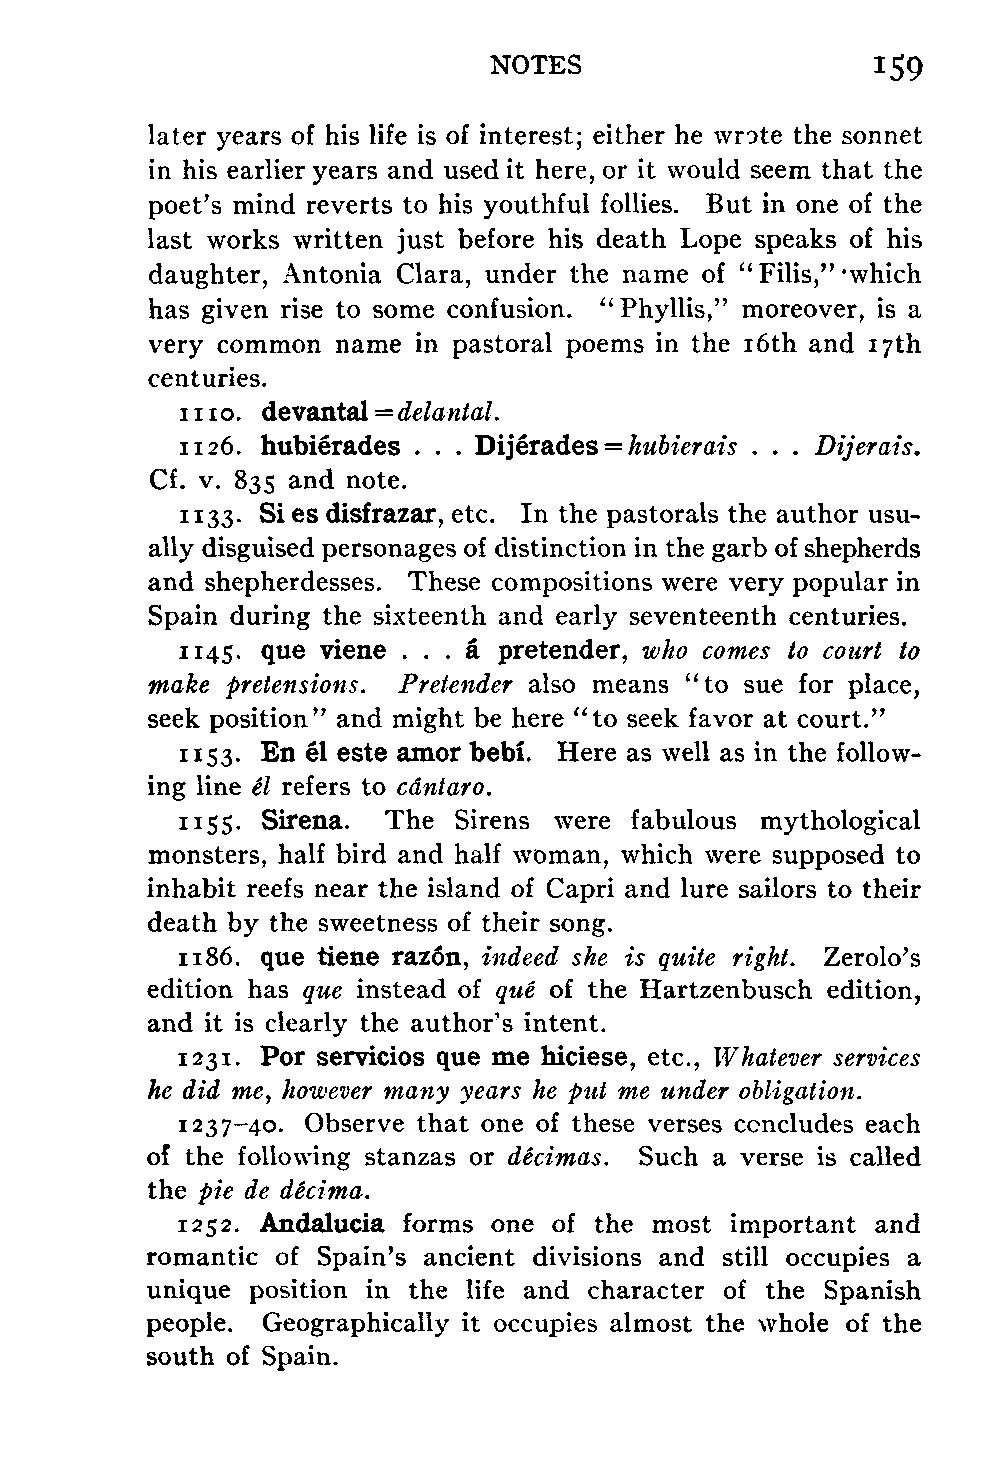 NOTES 159
later years of his life is of interest; either he wrote the sonnet
in his earlier years and used it here, or it would seem that the
poet's mind reverts to his youthful follies. But in one of the
last works written just before his death Lope speaks of his
daughter, Antonia Clara, under the name of "Filis," which
has given rise to some confusion. "Phyllis," moreover, is a
very common name in pastoral poems in the 16th and 17th
centuries.
1110. devantal = delantal.
1126. hubiérades . . . Dijérades = hubierais . . . Dijerais.
Cf. v. 835 and note.
1133. Si es disfrazar, etc. In the pastorals the author usu-
ally disguised personages of distinction in the garb of shepherds
and shepherdesses. These compositions were very popular in
Spain during the sixteenth and early seventeenth centuries.
1145. que viene . . . á pretender, who comes to court to
make pretensions. Pretender also means "to sue for place,
seek position" and might be here "to seek favor at court."
1153. En él este amor bebí. Here as well as in the follow-
ing line él refers to cántaro.
1155. Sirena. The Sirens were fabulous mythological
monsters, half bird and half woman, which were supposed to
inhabit reefs near the island of Capri and lure sailors to their
death by the sweetness of their song.
1186. que tiene razón, indeed she is quite right. Zerolo's
edition has que instead of qué of the Hartzenbusch edition,
and it is clearly the author's intent.
1231. Por servicios que me hiciese, etc., Whatever services
he did me, however many years he put me under obligation.
1237–40. Observe that one of these verses concludes each
of the following stanzas or décimas. Such a verse is called
the pie de décima.
1252. Andalucia forms one of the most important and
romantic of Spain's ancient divisions and still occupies a
unique position in the life and character of the Spanish
people. Geographically it occupies almost the whole of the
south of Spain.